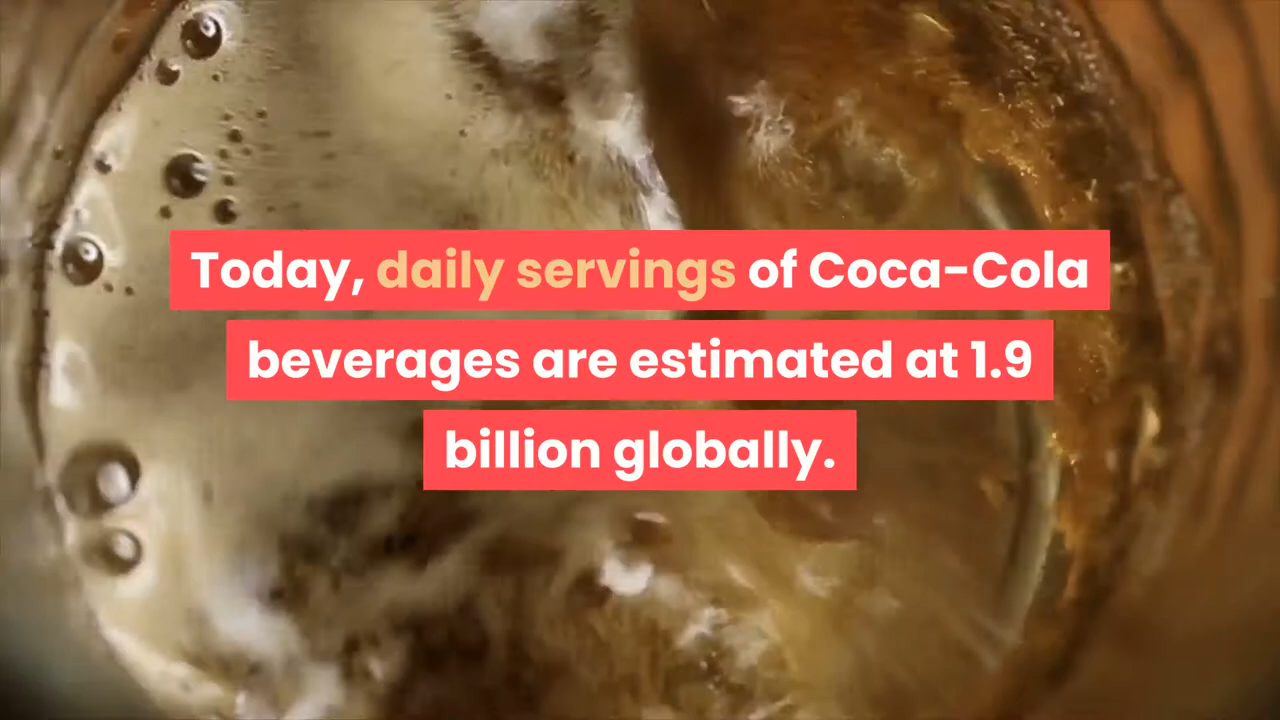 Today, daily servings of Coca-Cola
beverages are estimated at 1.9
billion globally.